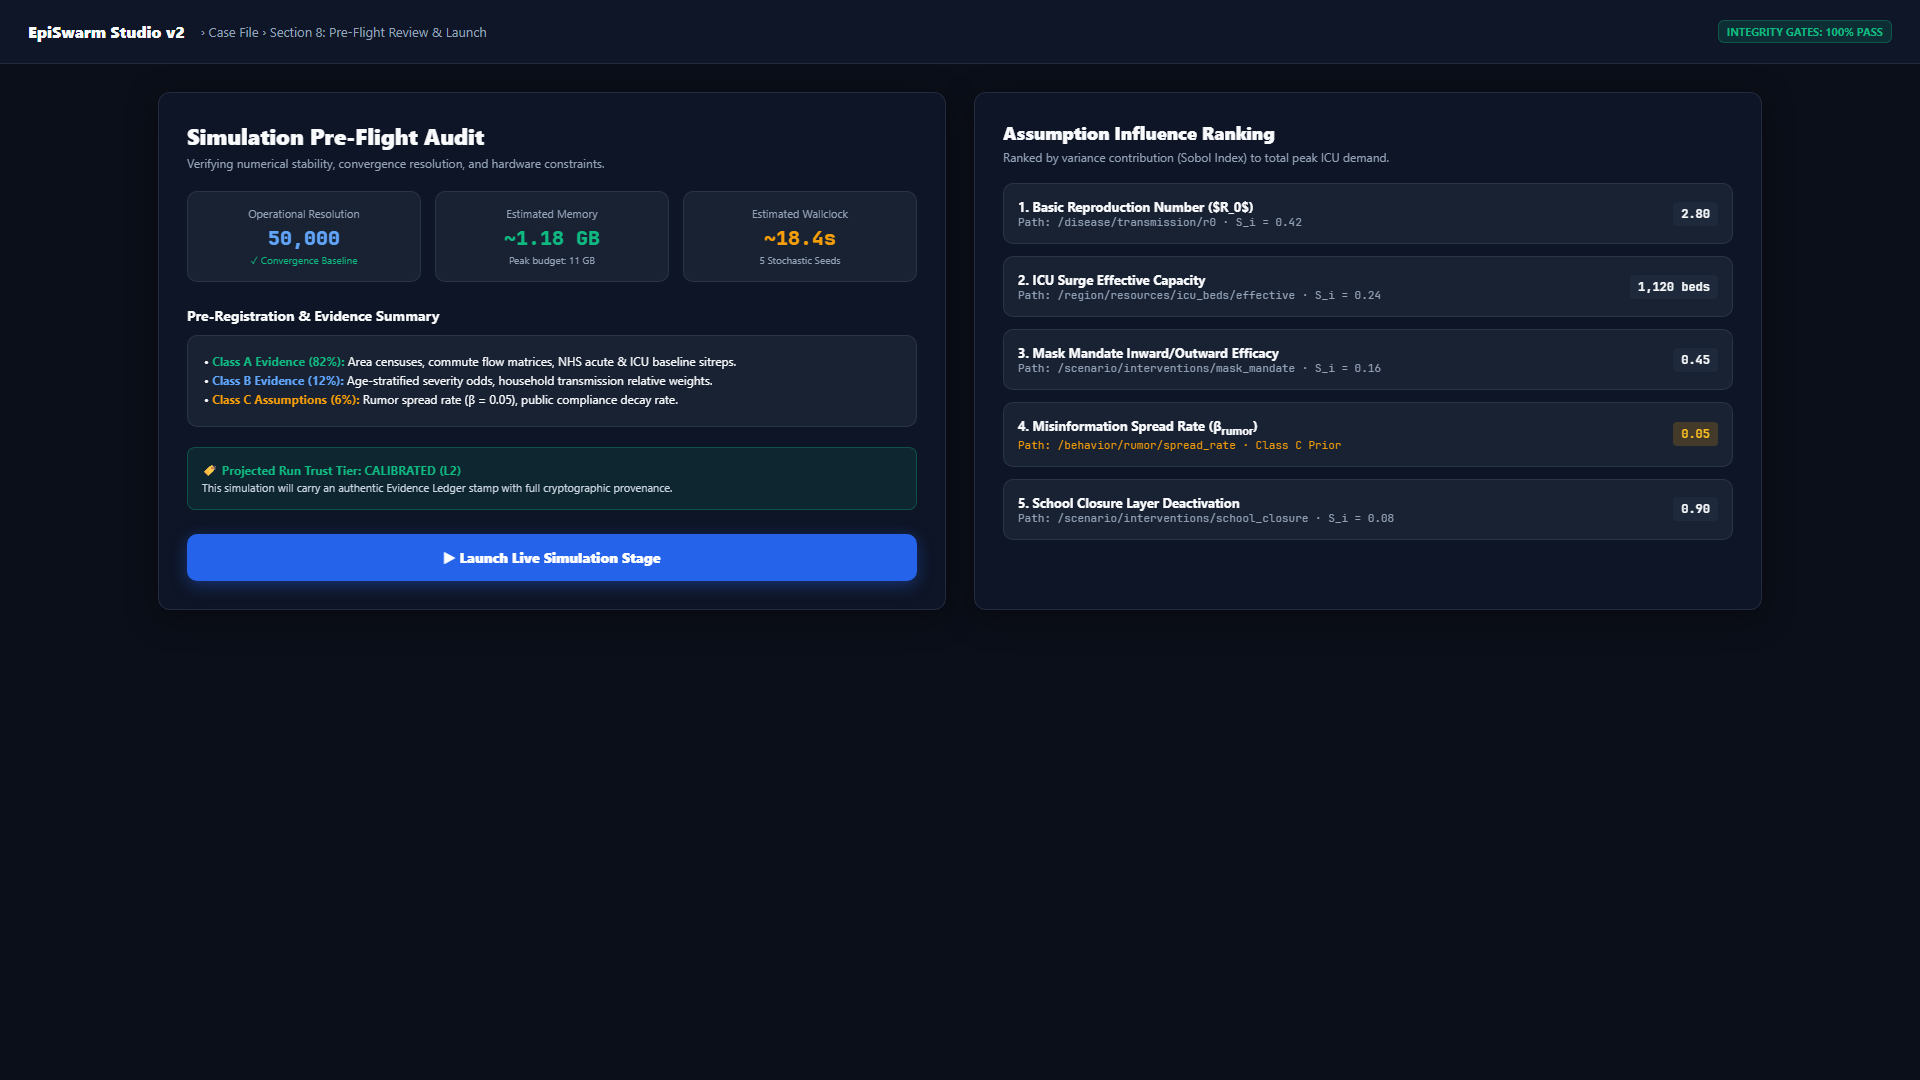 EpiSwarm Studio v2 › Case File › Section 8: Pre-Flight Review & Launch
INTEGRITY GATES: 100% PASS
Simulation Pre-Flight Audit
Verifying numerical stability, convergence resolution, and hardware constraints.
Operational Resolution
50,000
✓ Convergence Baseline
Estimated Memory
~1.18 GB
Peak budget: 11 GB
Estimated Wallclock
~18.4s
5 Stochastic Seeds
Pre-Registration & Evidence Summary
• Class A Evidence (82%): Area censuses, commute flow matrices, NHS acute & ICU baseline sitreps.
• Class B Evidence (12%): Age-stratified severity odds, household transmission relative weights.
• Class C Assumptions (6%): Rumor spread rate (β = 0.05), public compliance decay rate.
Projected Run Trust Tier: CALIBRATED (L2)
This simulation will carry an authentic Evidence Ledger stamp with full cryptographic provenance.
▶ Launch Live Simulation Stage
Assumption Influence Ranking
Ranked by variance contribution (Sobol Index) to total peak ICU demand.
1. Basic Reproduction Number ($R_0$)
Path: /disease/transmission/r0 · S_i = 0.42
2.80
2. ICU Surge Effective Capacity
Path: /region/resources/icu_beds/effective · S_i = 0.24
1,120 beds
3. Mask Mandate Inward/Outward Efficacy
Path: /scenario/interventions/mask_mandate · S_i = 0.16
0.45
4. Misinformation Spread Rate (βrumor)
Path: /behavior/rumor/spread_rate · Class C Prior
0.05
5. School Closure Layer Deactivation
Path: /scenario/interventions/school_closure · S_i = 0.08
0.90